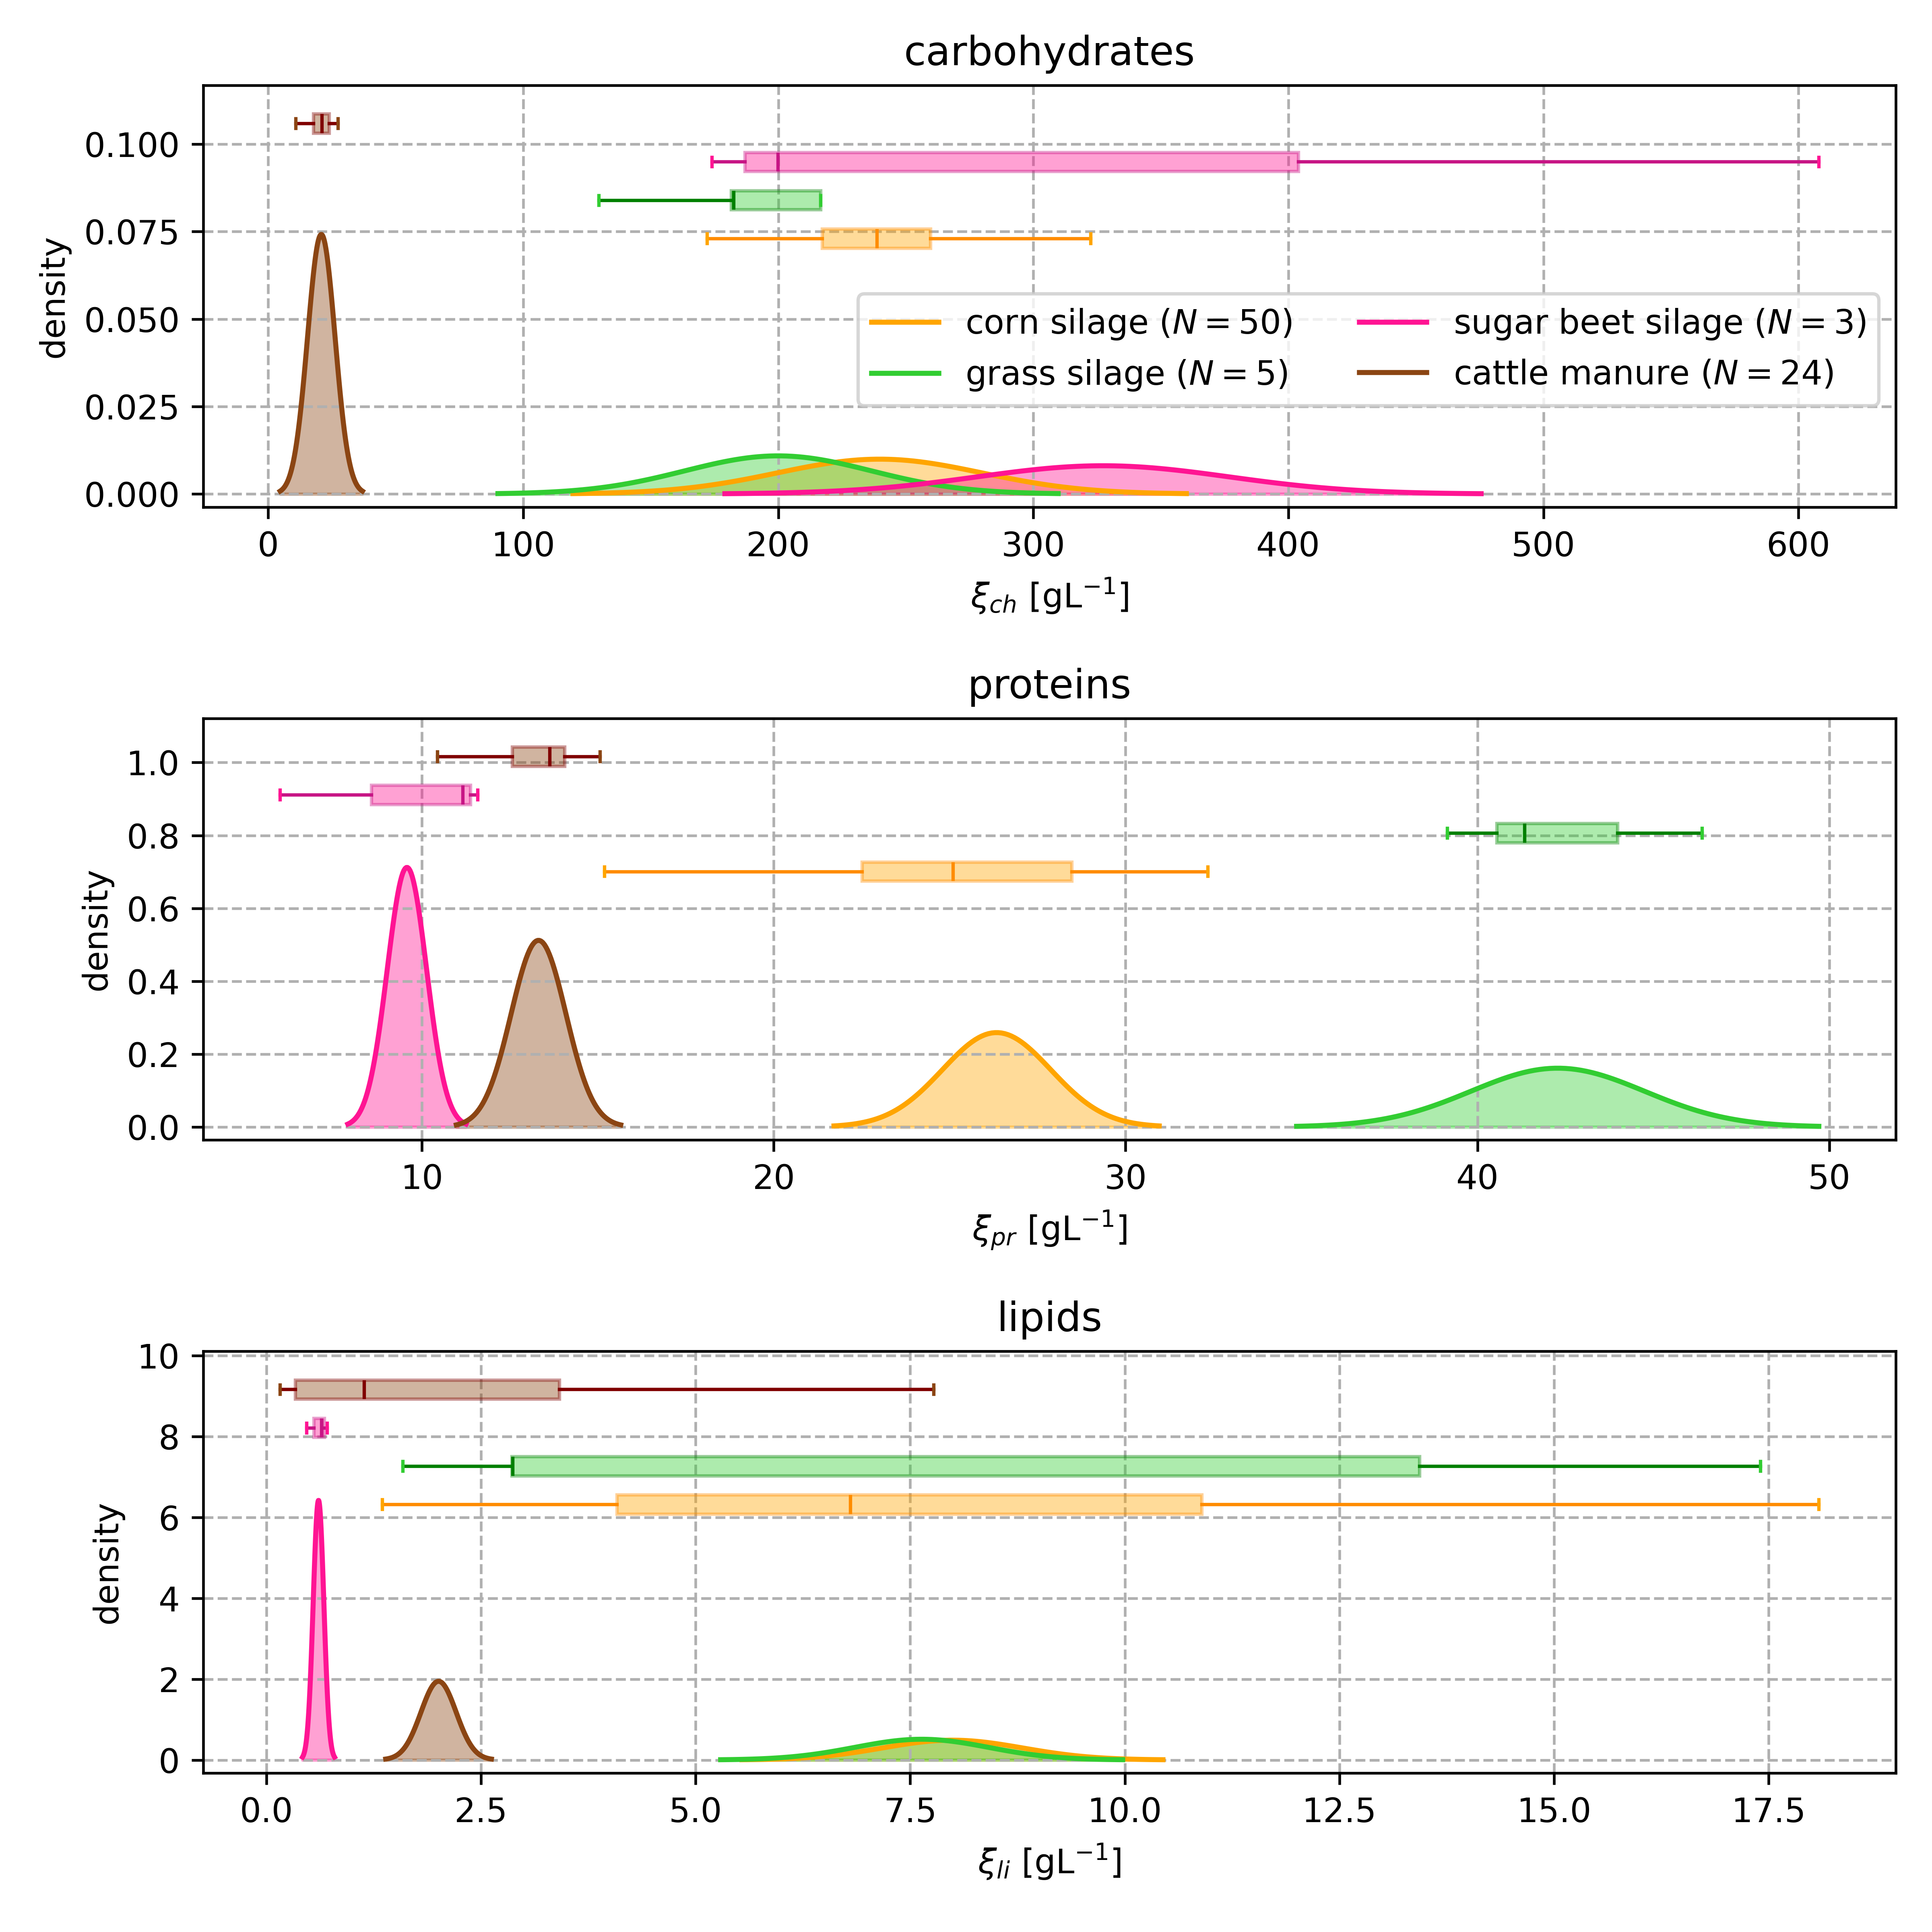 carbohydrates
0.100
0.075
0.050
0.025
0.000
density
corn silage (N = 50)
sugar beet silage (N = 3)
grass silage (N = 5)
cattle manure (N = 24)
0 100 200 300 400 500 600
ξch [gL−1]
proteins
1.0
0.8
0.6
0.4
0.2
0.0
density
10 20 30 40 50
ξpr [gL−1]
lipids
10
8
6
4
2
0
density
0.0 2.5 5.0 7.5 10.0 12.5 15.0 17.5
ξli [gL−1]